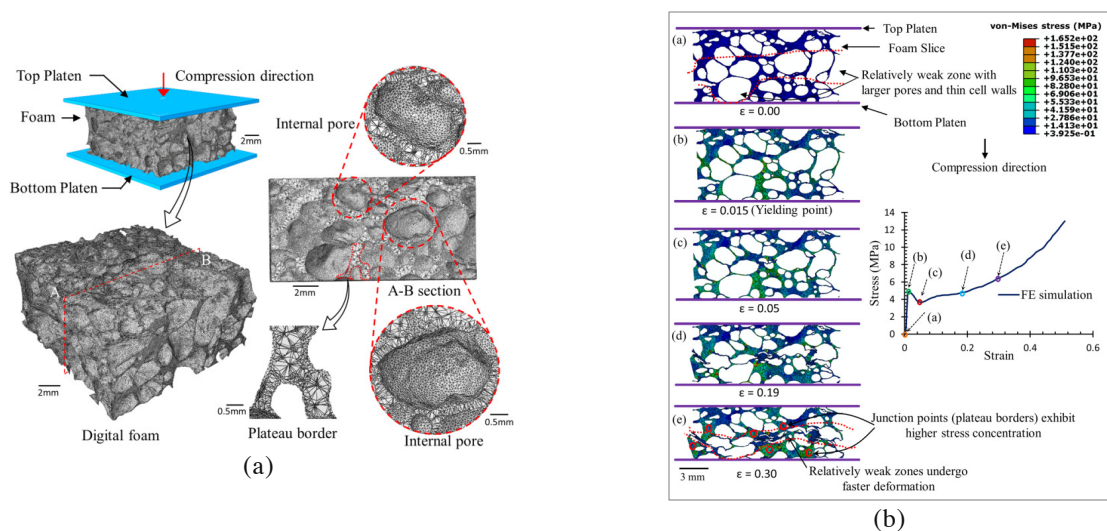 Top Platen
Compression direction
Foam
2mm
Bottom Platen
Internal pore
0.5mm
B
2mm
A-B section
2mm
Digital foam
0.5mm
Plateau border
0.5mm
Internal pore
(a)
(a)
Top Platen
Foam Slice
Relatively weak zone with
larger pores and thin cell walls
Bottom Platen
ε = 0.00
von-Mises stress (MPa)
+1.652e+02
+1.515e+02
+1.377e+02
+1.240e+02
+1.103e+02
+9.653e+01
+8.280e+01
+6.906e+01
+5.533e+01
+4.159e+01
+2.786e+01
+1.413e+01
+3.925e-01
Compression direction
(b)
ε = 0.015 (Yielding point)
(c)
ε = 0.05
(d)
ε = 0.19
(e)
ε = 0.30
3 mm
Junction points (plateau borders) exhibit
higher stress concentration
Relatively weak zones undergo
faster deformation
Stress (MPa)
14
12
10
8
6
4
2
0
0
0.2
0.4
0.6
Strain
(a)
(b)
(c)
(d)
(e)
FE simulation
(b)